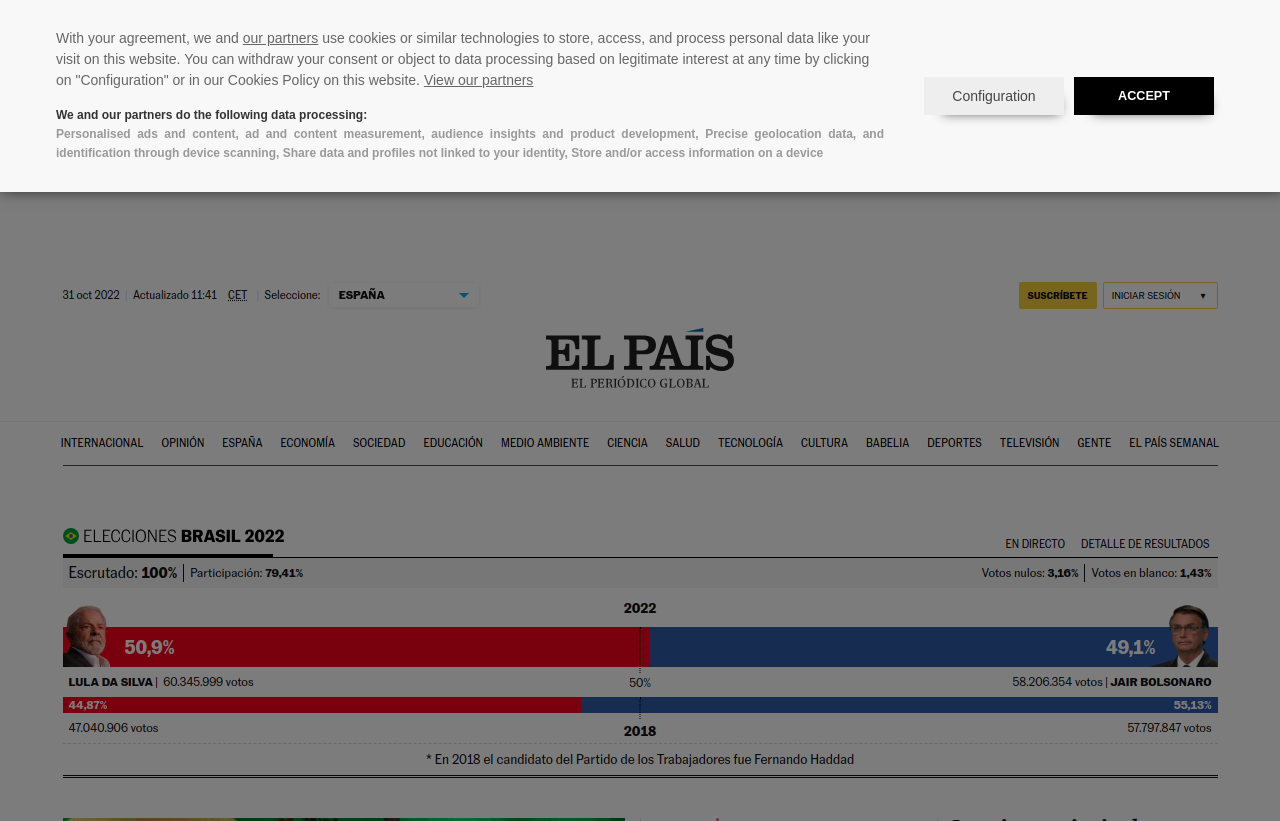 With your agreement, we and our partners use cookies or similar technologies to store, access, and process personal data like your
visit on this website. You can withdraw your consent or object to data processing based on legitimate interest at any time by clicking
on "Configuration" or in our Cookies Policy on this website. View our partners
We and our partners do the following data processing:
Personalised ads and content, ad and content measurement, audience insights and product development, Precise geolocation data, and
identification through device scanning, Share data and profiles not linked to your identity, Store and/or access information on a device
Configuration
ACCEPT
31 oct 2022 | Actualizado 11:41 CET | Seleccione: ESPAÑA
SUSCRÍBETE
INICIAR SESIÓN ▼
EL PAÍS
EL PERIÓDICO GLOBAL
INTERNACIONAL OPINIÓN ESPAÑA ECONOMÍA SOCIEDAD EDUCACIÓN MEDIO AMBIENTE CIENCIA SALUD TECNOLOGÍA CULTURA BABELIA DEPORTES TELEVISIÓN GENTE EL PAÍS SEMANAL
ELECCIONES BRASIL 2022
EN DIRECTO DETALLE DE RESULTADOS
Escrutado: 100% | Participación: 79,41%
Votos nulos: 3,16% | Votos en blanco: 1,43%
2022
50,9%
49,1%
LULA DA SILVA | 60.345.999 votos
50%
58.206.354 votos | JAIR BOLSONARO
44,87%
55,13%
47.040.906 votos
2018
57.797.847 votos
* En 2018 el candidato del Partido de los Trabajadores fue Fernando Haddad